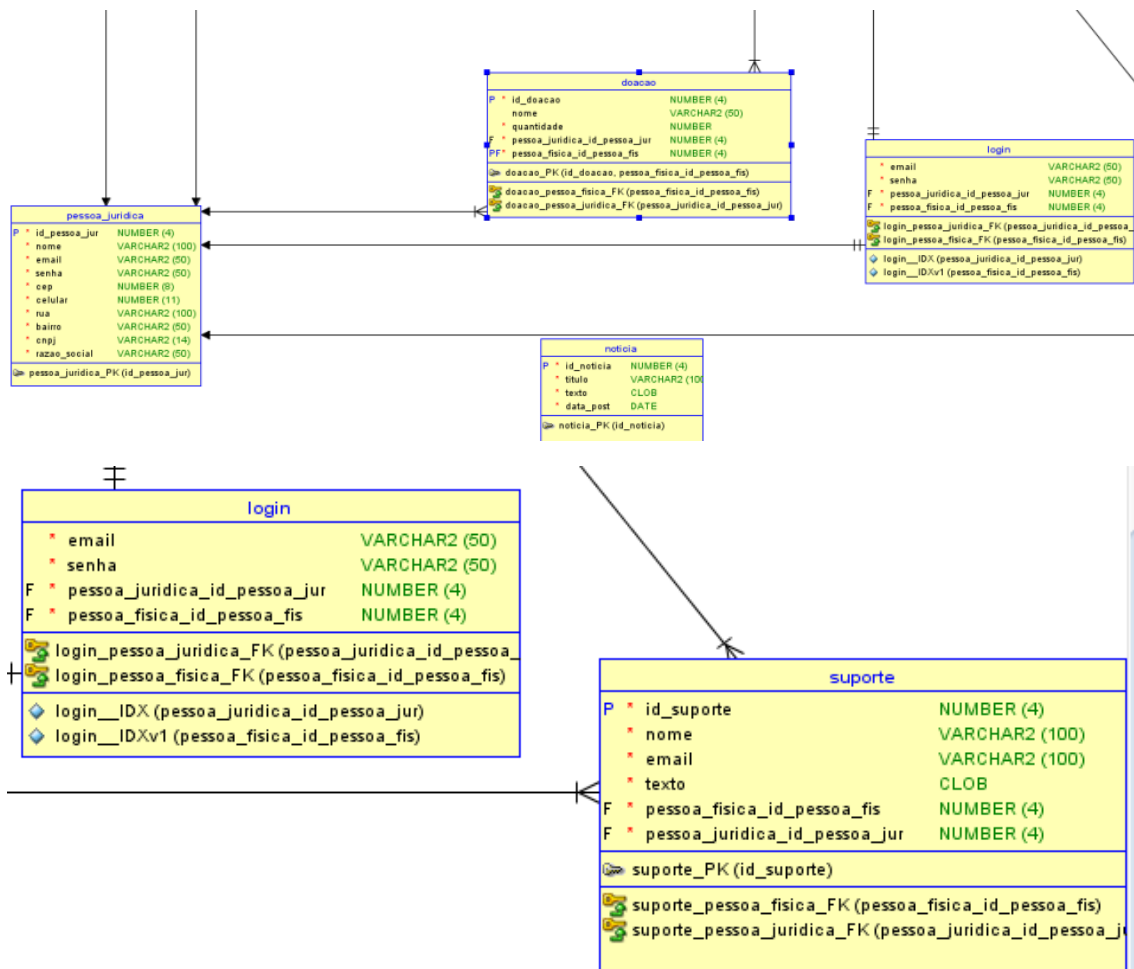 doacao
P * id_doacao NUMBER (4)
nome VARCHAR2 (50)
* quantidade NUMBER
F * pessoa_juridica_id_pessoa_jur NUMBER (4)
PF* pessoa_fisica_id_pessoa_fis NUMBER (4)
doacao_PK (id_doacao, pessoa_fisica_id_pessoa_fis)
doacao_pessoa_fisica_FK (pessoa_fisica_id_pessoa_fis)
doacao_pessoa_juridica_FK (pessoa_juridica_id_pessoa_jur)
login
* email VARCHAR2 (50)
* senha VARCHAR2 (50)
F * pessoa_juridica_id_pessoa_jur NUMBER (4)
F * pessoa_fisica_id_pessoa_fis NUMBER (4)
login_pessoa_juridica_FK (pessoa_juridica_id_pessoa_
login_pessoa_fisica_FK (pessoa_fisica_id_pessoa_fis)
login__IDX (pessoa_juridica_id_pessoa_jur)
login__IDXv1 (pessoa_fisica_id_pessoa_fis)
pessoa_juridica
P * id_pessoa_jur NUMBER (4)
* nome VARCHAR2 (100)
* email VARCHAR2 (50)
* senha VARCHAR2 (50)
* cep NUMBER (8)
* celular NUMBER (11)
* rua VARCHAR2 (100)
* bairro VARCHAR2 (50)
* cnpj VARCHAR2 (14)
* razao_social VARCHAR2 (50)
pessoa_juridica_PK (id_pessoa_jur)
noticia
P * id_noticia NUMBER (4)
* titulo VARCHAR2 (100
* texto CLOB
* data_post DATE
noticia_PK (id_noticia)
login
* email VARCHAR2 (50)
* senha VARCHAR2 (50)
F * pessoa_juridica_id_pessoa_jur NUMBER (4)
F * pessoa_fisica_id_pessoa_fis NUMBER (4)
login_pessoa_juridica_FK (pessoa_juridica_id_pessoa_
login_pessoa_fisica_FK (pessoa_fisica_id_pessoa_fis)
login__IDX (pessoa_juridica_id_pessoa_jur)
login__IDXv1 (pessoa_fisica_id_pessoa_fis)
suporte
P * id_suporte NUMBER (4)
* nome VARCHAR2 (100)
* email VARCHAR2 (100)
* texto CLOB
F * pessoa_fisica_id_pessoa_fis NUMBER (4)
F * pessoa_juridica_id_pessoa_jur NUMBER (4)
suporte_PK (id_suporte)
suporte_pessoa_fisica_FK (pessoa_fisica_id_pessoa_fis)
suporte_pessoa_juridica_FK (pessoa_juridica_id_pessoa_ju